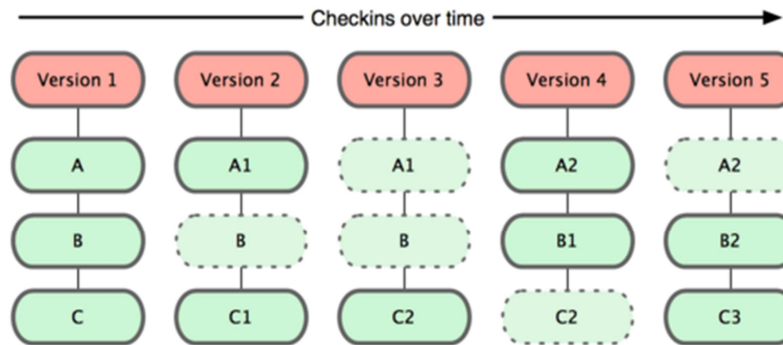 Checkins over time
Version 1 Version 2 Version 3 Version 4 Version 5
A A1 A1 A2 A2
B B B B1 B2
C C1 C2 C2 C3